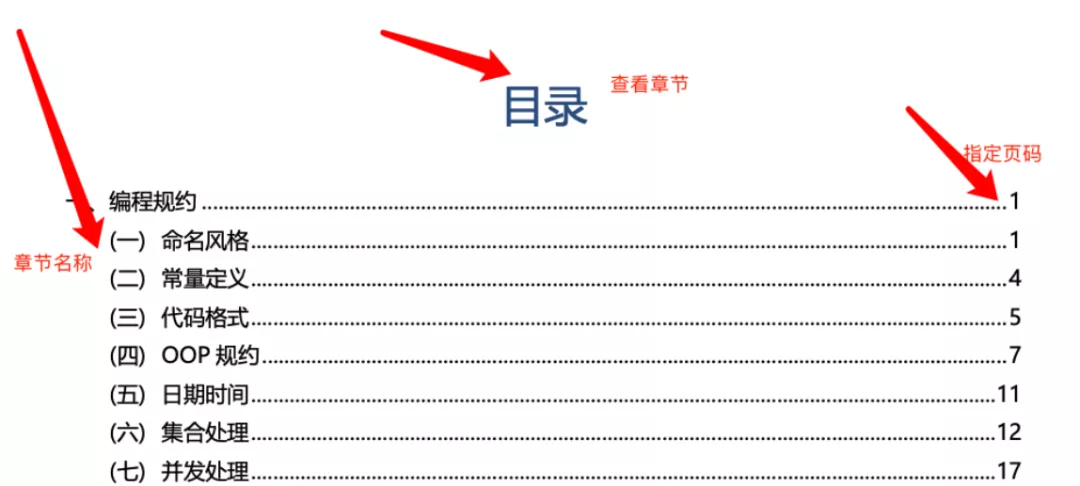 目录
查看章节
指定页码
一、编程规约........................................1
章节名称
(一) 命名风格........................................1
(二) 常量定义........................................4
(三) 代码格式........................................5
(四) OOP 规约........................................7
(五) 日期时间........................................11
(六) 集合处理........................................12
(七) 并发处理........................................17